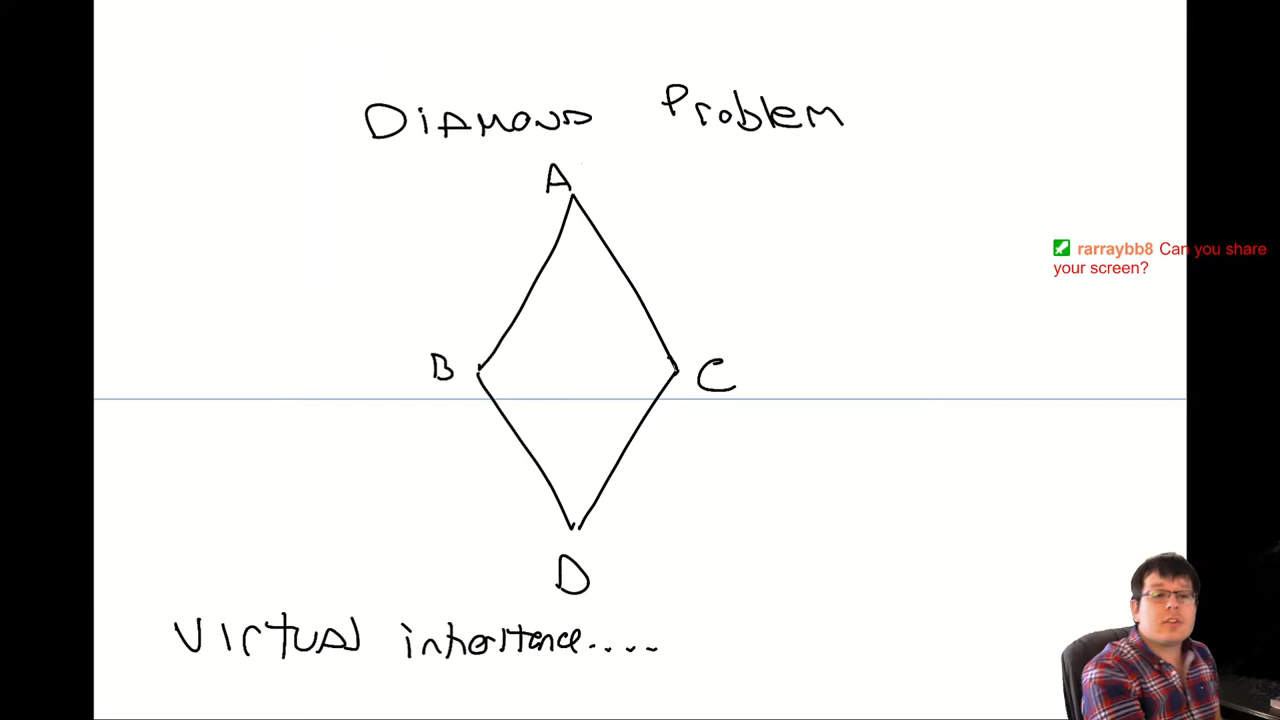 Diamond Problem
A
B
C
D
rarraybb8 Can you share
your screen?
Virtual inheritance....